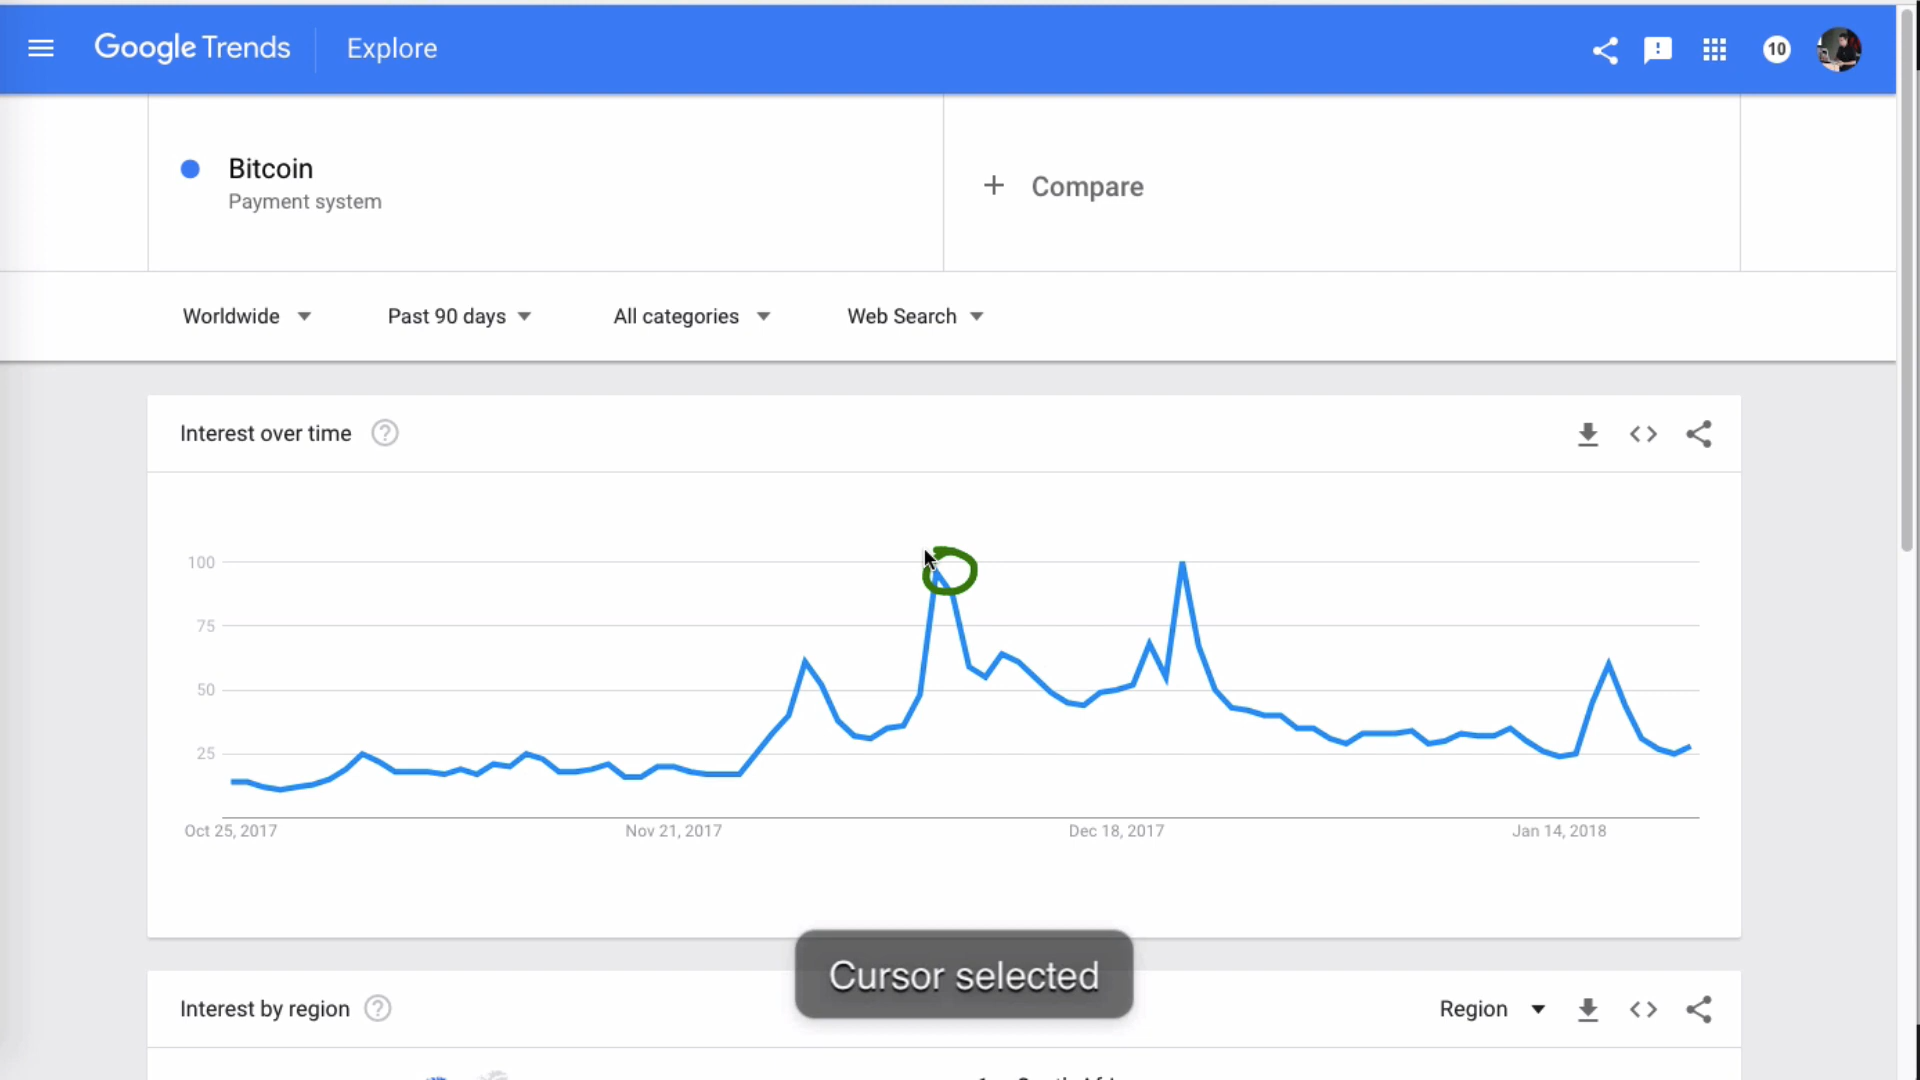 Google Trends
Explore
10
Bitcoin
Payment system
+ Compare
Worldwide
Past 90 days
All categories
Web Search
Interest over time
100
75
50
25
Oct 25, 2017
Nov 21, 2017
Dec 18, 2017
Jan 14, 2018
Cursor selected
Interest by region
Region